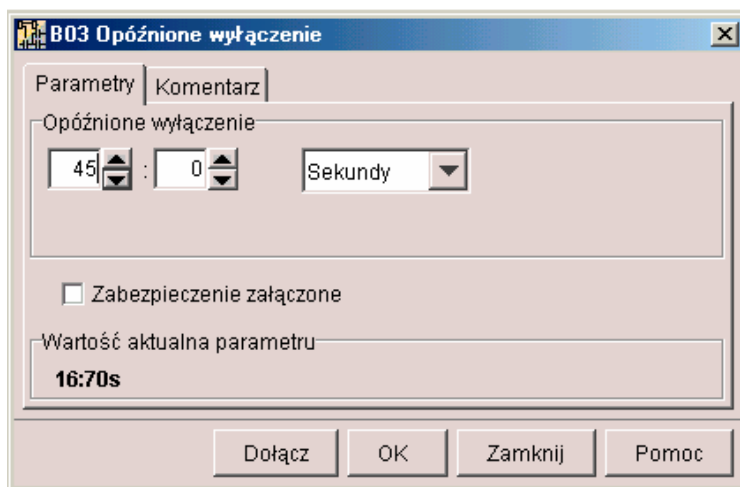 B03 Opóźnione wyłączenie
Parametry Komentarz
Opóźnione wyłączenie
45 : 0 Sekundy
Zabezpieczenie załączone
Wartość aktualna parametru
16:70s
Dołącz OK Zamknij Pomoc